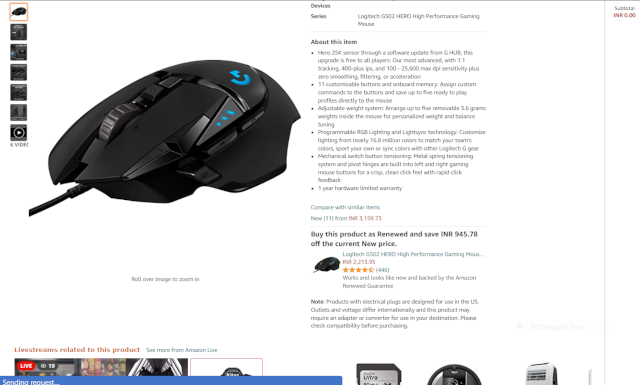 Devices
Subtotal
INR 0.00
Series Logitech G502 HERO High Performance Gaming
Mouse
About this item
• Hero 25K sensor through a software update from G HUB, this
upgrade is free to all players: Our most advanced, with 1:1
tracking, 400-plus ips, and 100 - 25,600 max dpi sensitivity plus
zero smoothing, filtering, or acceleration
• 11 customizable buttons and onboard memory: Assign custom
commands to the buttons and save up to five ready to play
profiles directly to the mouse
• Adjustable weight system: Arrange up to five removable 3.6 grams
weights inside the mouse for personalized weight and balance
tuning
• Programmable RGB Lighting and Lightsync technology: Customize
lighting from nearly 16.8 million colors to match your team's
colors, sport your own or sync colors with other Logitech G gear
• Mechanical switch button tensioning: Metal spring tensioning
system and pivot hinges are built into left and right gaming
mouse buttons for a crisp, clean click feel with rapid click
feedback
• 1 year hardware limited warranty
6 VIDEC
Compare with similar items
New (11) from INR 3,159.73
Buy this product as Renewed and save INR 945.78
off the current New price.
Logitech G502 HERO High Performance Gaming Mous...
INR 2,213.95
(446)
Works and looks like new and backed by the Amazon
Renewed Guarantee
Roll over image to zoom in
Note: Products with electrical plugs are designed for use in the US.
Outlets and voltage differ internationally and this product may
require an adapter or converter for use in your destination. Please
check compatibility before purchasing.
Rectangular Snip
Livestreams related to this product See more from Amazon Live
LIVE 19
Ultra
Sending request...